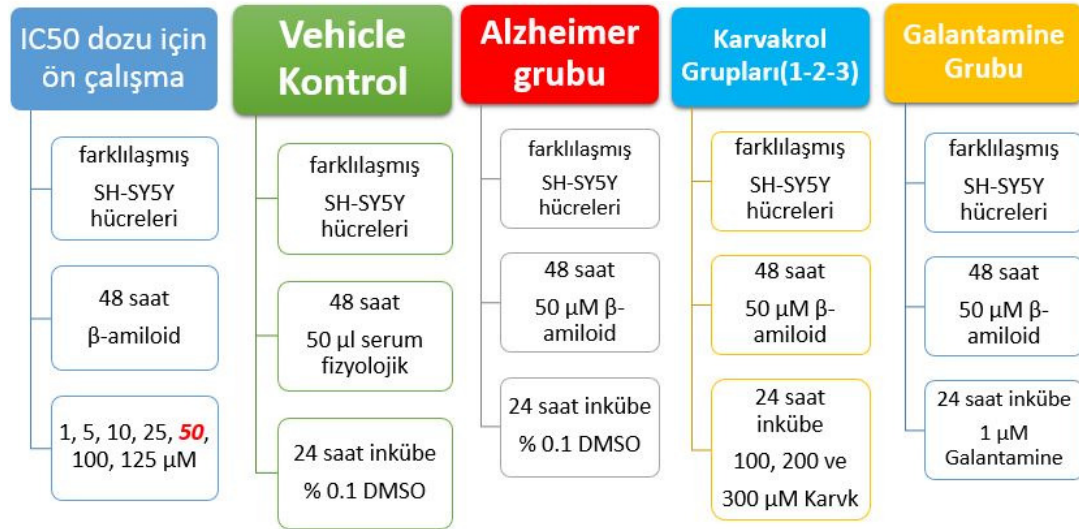 IC50 dozu için
ön çalışma
farklılaşmış
SH-SY5Y
hücreleri
48 saat
β-amiloid
1, 5, 10, 25, 50,
100, 125 µM
Vehicle
Kontrol
farklılaşmış
SH-SY5Y
hücreleri
48 saat
50 µl serum
fizyolojik
24 saat inkübe
% 0.1 DMSO
Alzheimer
grubu
farklılaşmış
SH-SY5Y
hücreleri
48 saat
50 µM β-
amiloid
24 saat inkübe
% 0.1 DMSO
Karvakrol
Grupları(1-2-3)
farklılaşmış
SH-SY5Y
hücreleri
48 saat
50 µM β-
amiloid
24 saat
inkübe
100, 200 ve
300 µM Karvk
Galantamine
Grubu
farklılaşmış
SH-SY5Y
hücreleri
48 saat
50 µM β-
amiloid
24 saat inkübe
1 µM
Galantamine